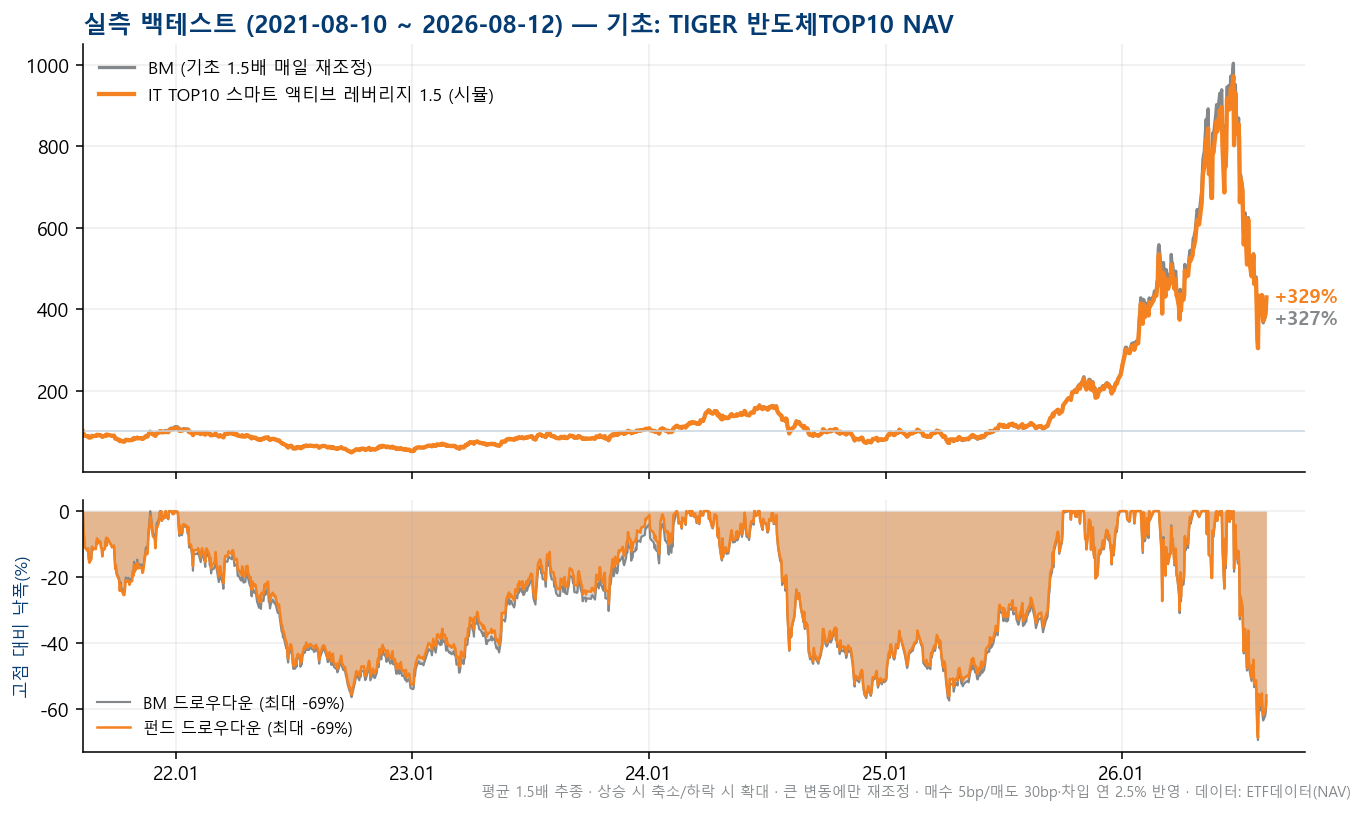 실측 백테스트 (2021-08-10 ~ 2026-08-12) — 기초: TIGER 반도체TOP10 NAV
BM (기초 1.5배 매일 재조정)
IT TOP10 스마트 액티브 레버리지 1.5 (시뮬)
1000
800
600
400
200
+329%
+327%
고점 대비 낙폭(%)
0
-20
-40
-60
BM 드로우다운 (최대 -69%)
펀드 드로우다운 (최대 -69%)
22.01 23.01 24.01 25.01 26.01
평균 1.5배 추종 · 상승 시 축소/하락 시 확대 · 큰 변동에만 재조정 · 매수 5bp/매도 30bp·차입 연 2.5% 반영 · 데이터: ETF데이터(NAV)